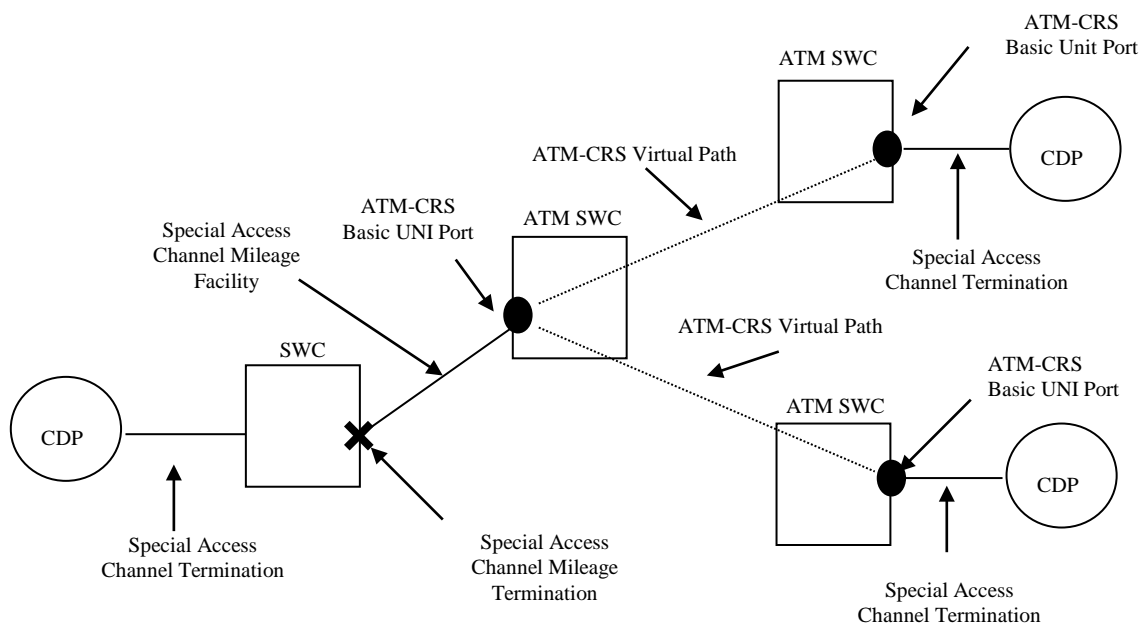 ATM-CRS
Basic Unit Port
ATM SWC
CDP
ATM-CRS Virtual Path
ATM-CRS
Basic UNI Port
ATM SWC
Special Access
Channel Mileage
Facility
Special Access
Channel Termination
ATM-CRS Virtual Path
SWC
ATM-CRS
Basic UNI Port
ATM SWC
CDP
CDP
Special Access
Channel Termination
Special Access
Channel Mileage
Termination
Special Access
Channel Termination